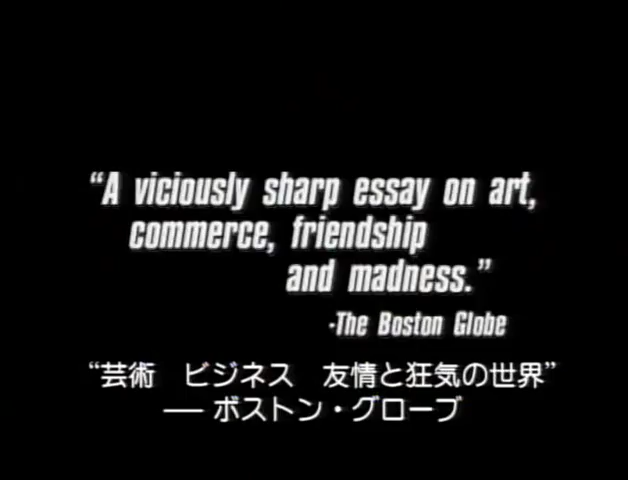 “A viciously sharp essay on art,
commerce, friendship
and madness.”
-The Boston Globe
“芸術　ビジネス　友情と狂気の世界”
── ボストン・グローブ